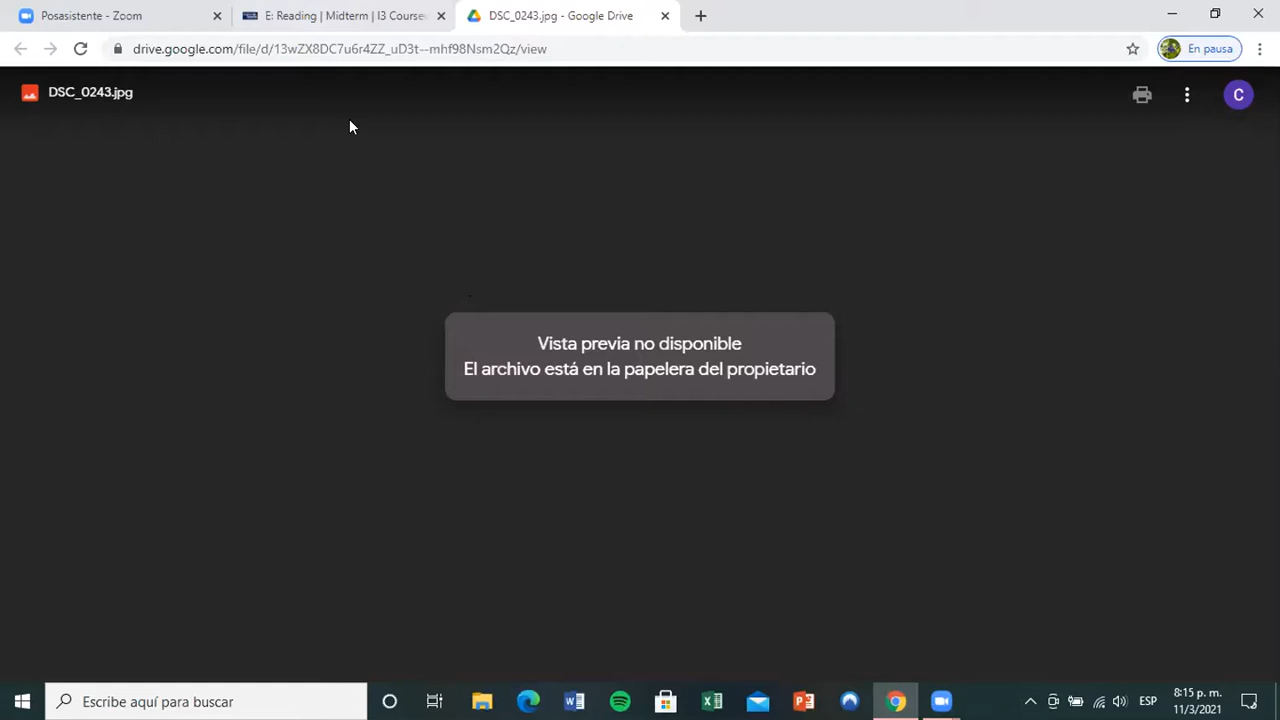 Posasistente - Zoom
E: Reading | Midterm | I3 Course
DSC_0243.jpg - Google Drive
drive.google.com/file/d/13wZX8DC7u6r4ZZ_uD3t--mhf98Nsm2Qz/view
En pausa
DSC_0243.jpg
C
Vista previa no disponible
El archivo está en la papelera del propietario
Escribe aquí para buscar
ESP
8:15 p. m.
11/3/2021